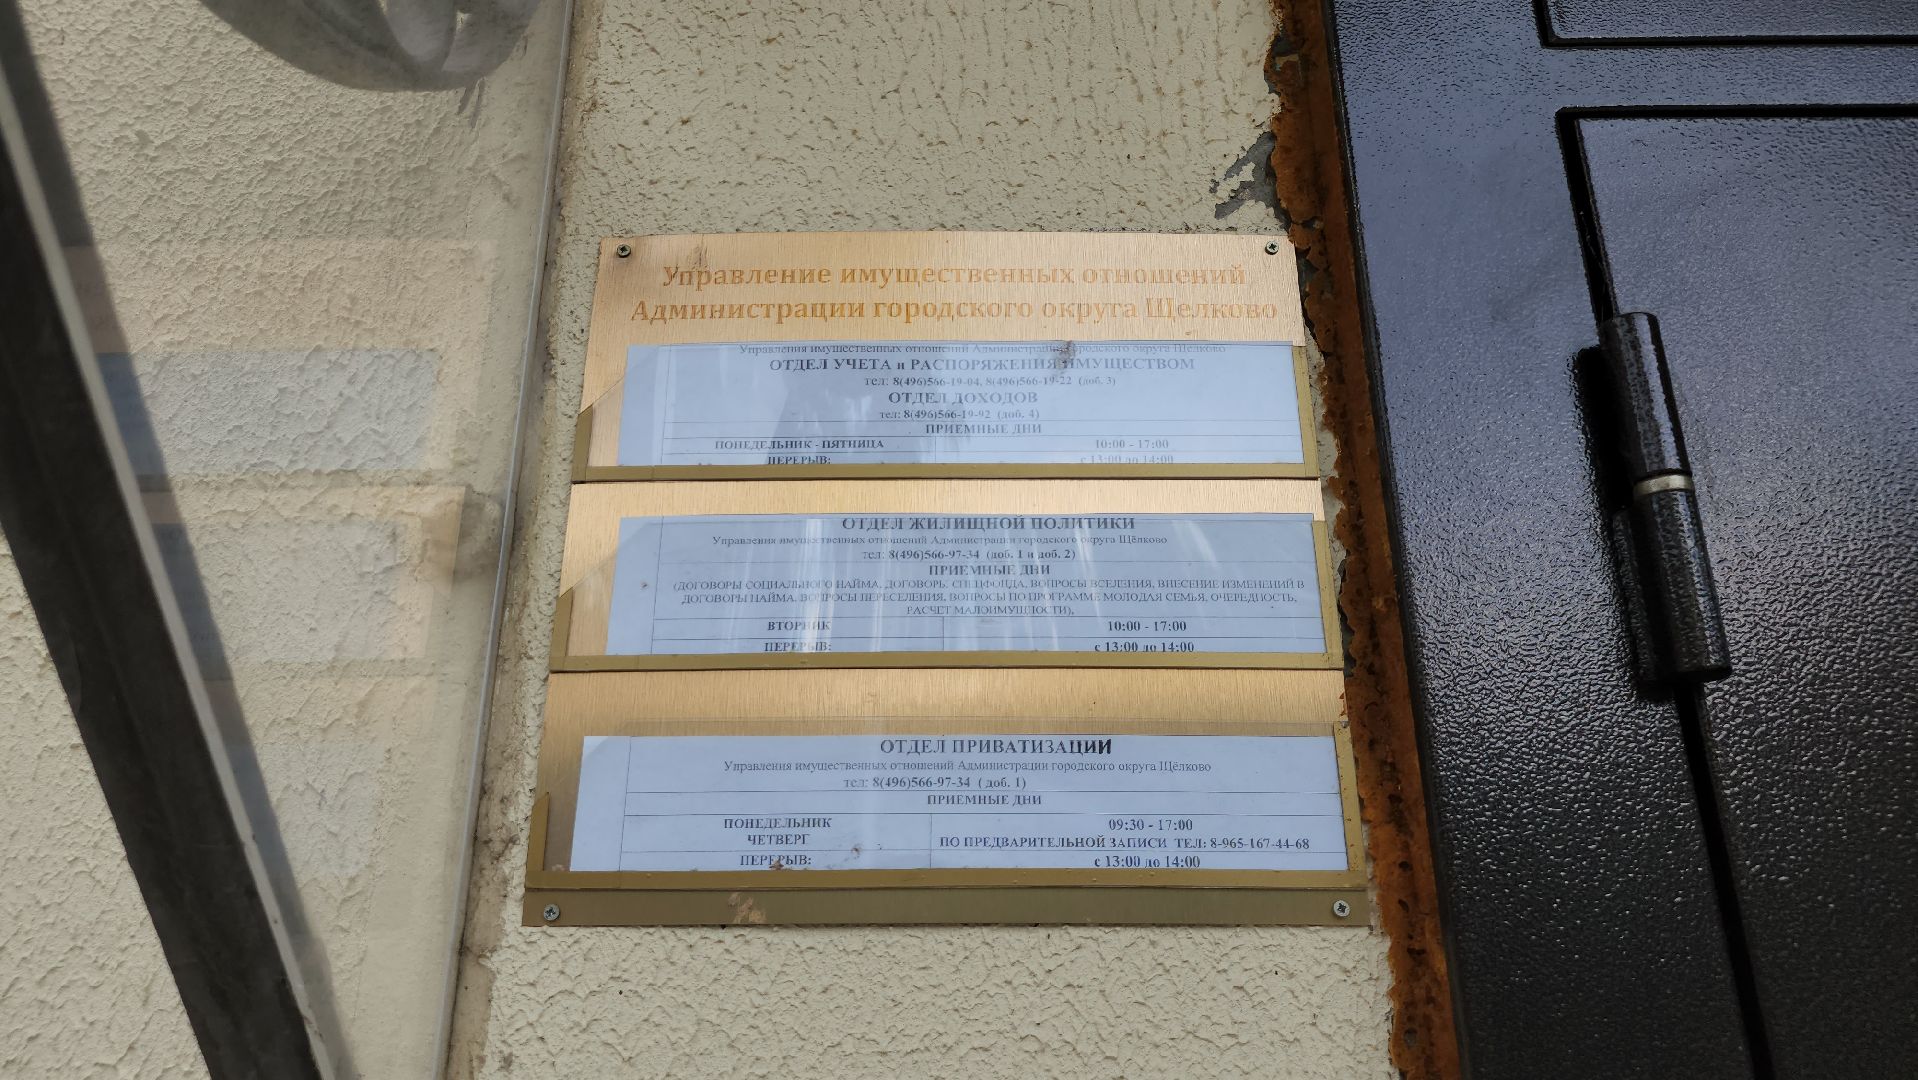 Управление имущественных отношений
Администрации городского округа Щелково
Управления имущественных отношений Администрации городского округа Щёлково
ОТДЕЛ УЧЕТА и РАСПОРЯЖЕНИЯ ИМУЩЕСТВОМ
тел: 8(496)566-19-04, 8(496)566-19-22 (доб. 3)
ОТДЕЛ ДОХОДОВ
тел: 8(496)566-19-92 (доб. 4)
ПРИЕМНЫЕ ДНИ
ПОНЕДЕЛЬНИК - ПЯТНИЦА 10:00 - 17:00
ПЕРЕРЫВ: с 13:00 до 14:00
ОТДЕЛ ЖИЛИЩНОЙ ПОЛИТИКИ
Управления имущественных отношений Администрации городского округа Щёлково
тел: 8(496)566-97-34 (доб. 1 и доб. 2)
ПРИЕМНЫЕ ДНИ
(ДОГОВОРЫ СОЦИАЛЬНОГО НАЙМА, ДОГОВОРЫ СПЕЦФОНДА, ВОПРОСЫ ВСЕЛЕНИЯ, ВНЕСЕНИЕ ИЗМЕНЕНИЙ В
ДОГОВОРЫ НАЙМА, ВОПРОСЫ ПЕРЕСЕЛЕНИЯ, ВОПРОСЫ ПО ПРОГРАММЕ МОЛОДАЯ СЕМЬЯ, ОЧЕРЕДНОСТЬ,
РАСЧЕТ МАЛОИМУЩНОСТИ),
ВТОРНИК 10:00 - 17:00
ПЕРЕРЫВ: с 13:00 до 14:00
ОТДЕЛ ПРИВАТИЗАЦИИ
Управления имущественных отношений Администрации городского округа Щёлково
тел: 8(496)566-97-34 ( доб. 1)
ПРИЕМНЫЕ ДНИ
ПОНЕДЕЛЬНИК 09:30 - 17:00
ЧЕТВЕРГ ПО ПРЕДВАРИТЕЛЬНОЙ ЗАПИСИ ТЕЛ: 8-965-167-44-68
ПЕРЕРЫВ: с 13:00 до 14:00